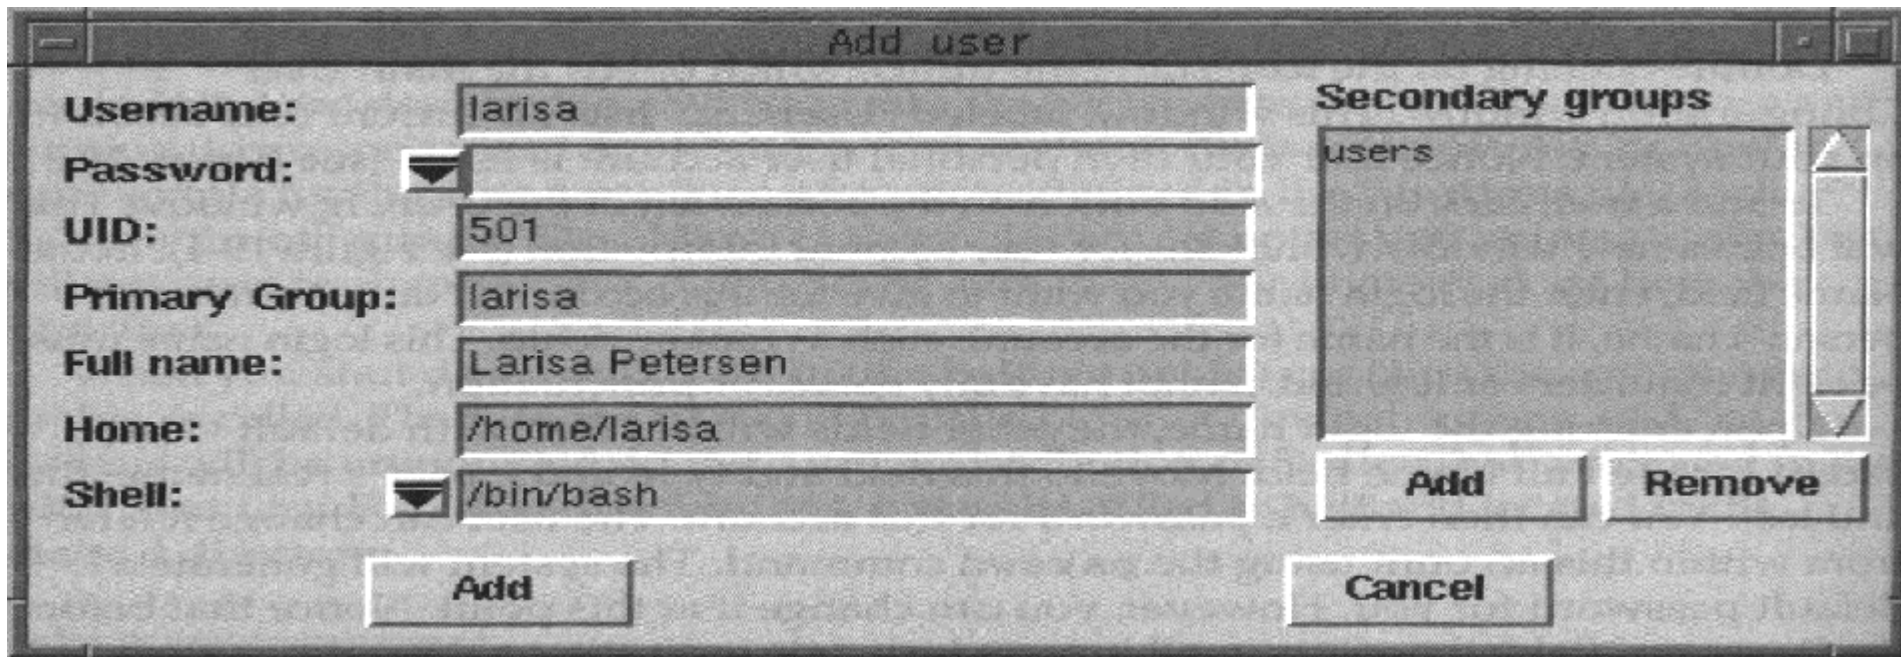 Add user
Username: larisa
Password:
UID: 501
Primary Group: larisa
Full name: Larisa Petersen
Home: /home/larisa
Shell: /bin/bash
Add
Cancel
Secondary groups
users
Add
Remove